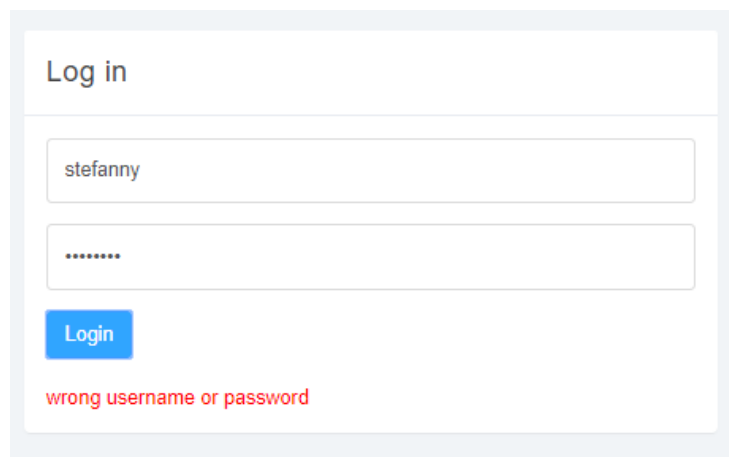 Log in
stefanny
••••••••
Login
wrong username or password